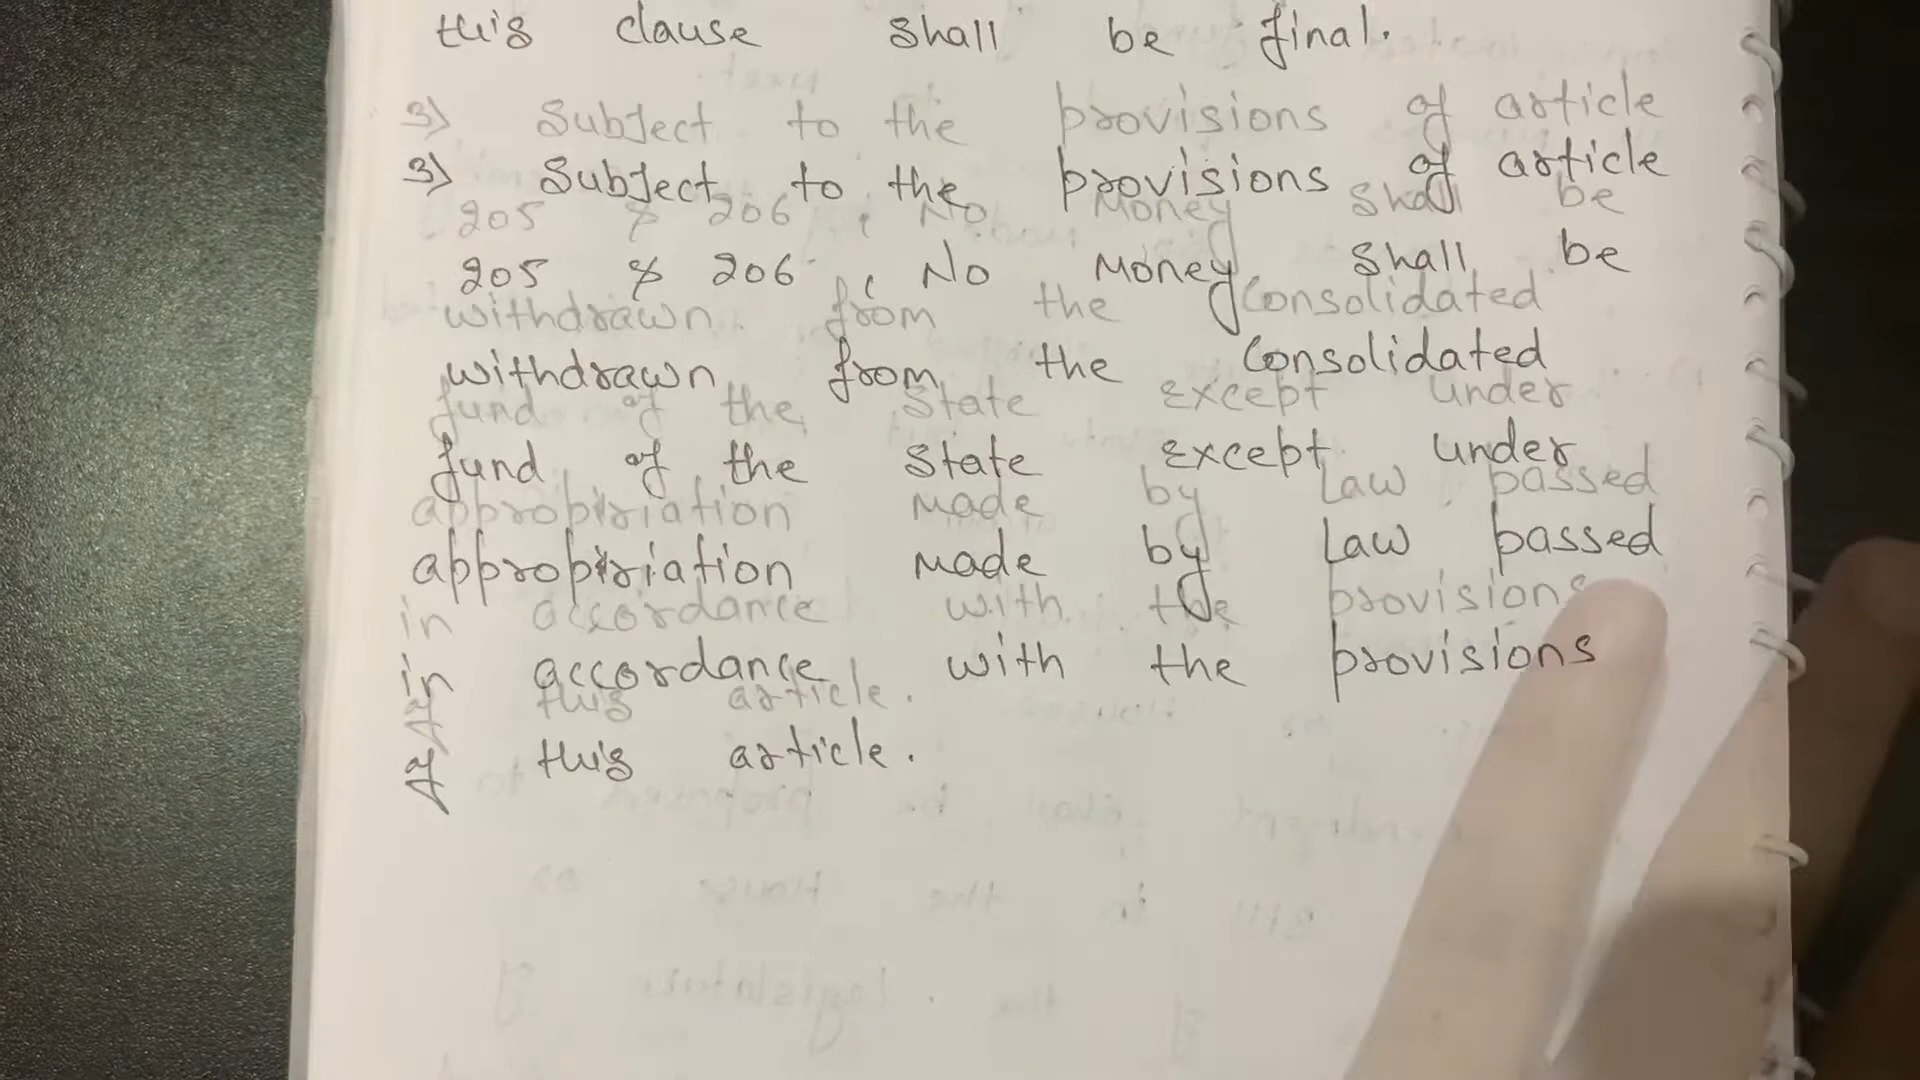 this clause shall be final.
3) Subject to the provisions of article
205 & 206, No Money shall be
withdrawn from the Consolidated
fund of the State Except under
appropriation made by Law passed
in accordance with the provisions
of this article.